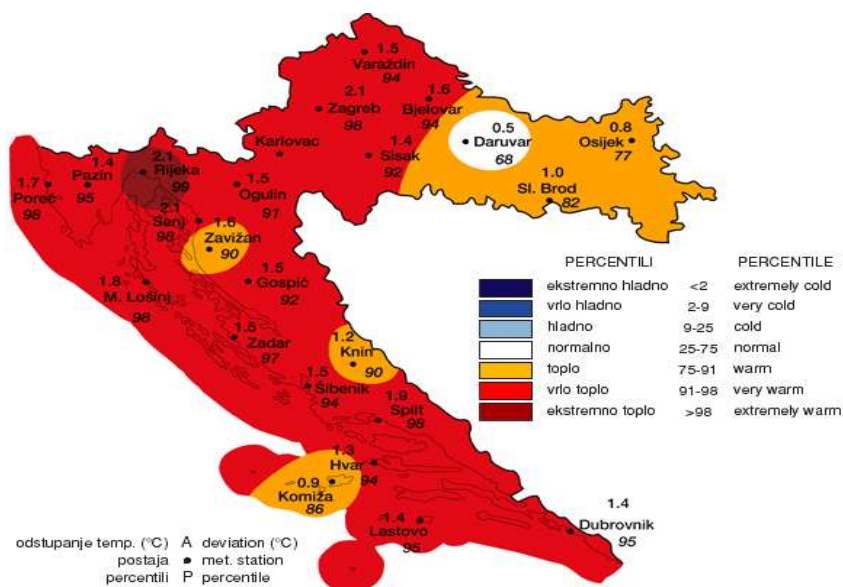 1.5
Varaždin
94
2.1
Zagreb
98
1.6
Bjelovar
94
0.5
Daruvar
68
0.8
Osijek
77
Karlovac
1.4
Sisak
92
1.0
Sl. Brod
82
1.7
Poreč
98
1.4
Pazin
95
2.1
Rijeka
99
1.5
Ogulin
91
2.1
Senj
98
1.6
Zavižan
90
1.8
M. Lošinj
98
1.5
Gospić
92
1.5
Zadar
97
1.2
Knin
90
1.5
Šibenik
94
1.9
Split
98
1.3
Hvar
94
0.9
Komiža
86
1.4
Lastovo
95
1.4
Dubrovnik
95
PERCENTILI PERCENTILE
ekstremno hladno <2 extremely cold
vrlo hladno 2-9 very cold
hladno 9-25 cold
normalno 25-75 normal
toplo 75-91 warm
vrlo toplo 91-98 very warm
ekstremno toplo >98 exremely warm
odstupanje temp. (°C) A deviation (°C)
postaja met. station
percentili P percentile